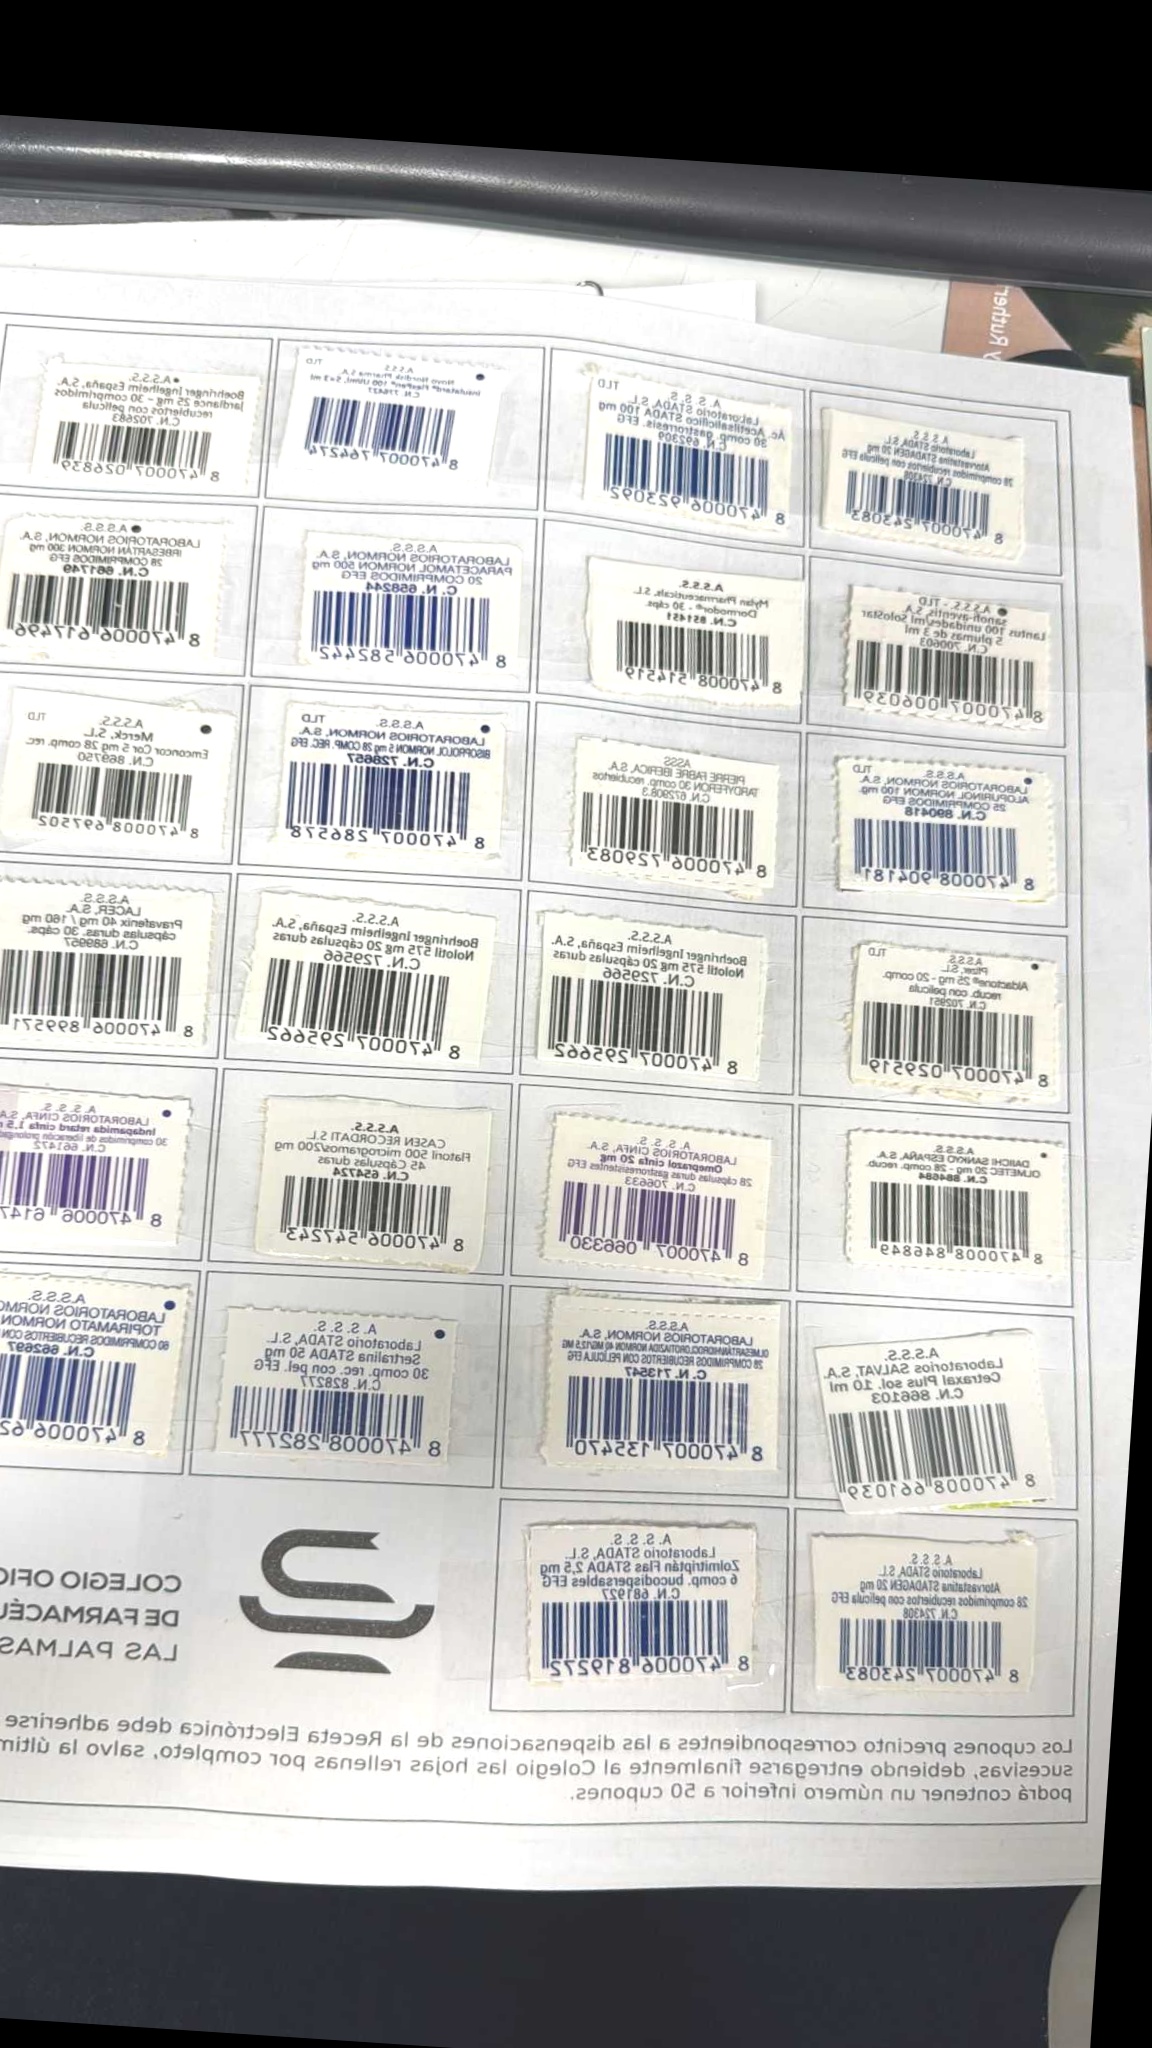 A.S.S.S.
Laboratorio STADA, S.L.
Atorvastatina STADAGEN 20 mg
28 comprimidos recubiertos con película EFG
C.N. 724308
8 470007 243083
TLD
A. S. S. S.
Laboratorio STADA, S.L.
Ác. Acetilsalicílico STADA 100 mg
30 comp. gastrorresis. EFG
C.N. 692309
8 470006 923092
TLD
A.S.S.S.
Novo Nordisk Pharma S.A.
Insulatard® FlexPen® 100 UI/ml, 5×3 ml
C.N. 776427
8 470007 764274
A.S.S.S.
Boehringer Ingelheim España, S.A.
Jardiance 25 mg - 30 comprimidos
recubiertos con película
C.N. 702683
8 470007 026839
A.S.S.S. - TLD
sanofi-aventis, S.A.
Lantus 100 unidades/ml SoloStar
5 plumas de 3 ml
C.N. 700603
8 470007 006039
A.S.S.S.
Mylan Pharmaceuticals, S.L.
Dormodor® - 30 cáps.
C.N. 851451
8 470008 514519
A.S.S.S.
LABORATORIOS NORMON, S.A.
PARACETAMOL NORMON 500 mg
20 COMPRIMIDOS EFG
C. N. 658244
8 470006 582442
A.S.S.S.
LABORATORIOS NORMON, S.A.
IRBESARTÁN NORMON 300 mg
28 COMPRIMIDOS EFG
C.N. 661749
8 470006 617496
TLD
A.S.S.S.
LABORATORIOS NORMON, S.A.
ALOPURINOL NORMON 100 mg.
25 COMPRIMIDOS EFG
C.N. 890418
8 470008 904181
ASSS
PIERRE FABRE IBERICA, S.A.
TARDYFERON 30 comp. recubiertos
C.N. 672908.3
8 470006 729083
A.S.S.S. TLD
LABORATORIOS NORMON, S.A.
BISOPROLOL NORMON 5 mg 28 COMP. REC. EFG
C.N. 728657
8 470007 286578
A.S.S.S. TLD
Merck, S.L.
Emconcor Cor 5 mg 28 comp. rec.
C.N. 869750
8 470008 697502
TLD
A.S.S.S.
Pfizer, SL.
Aldactone® 25 mg - 20 comp.
recub. con película
C.N. 702951
8 470007 029519
A.S.S.S.
Boehringer Ingelheim España, S.A.
Nolotil 575 mg 20 cápsulas duras
C.N. 729566
8 470007 295662
A.S.S.S.
Boehringer Ingelheim España, S.A.
Nolotil 575 mg 20 cápsulas duras
C.N. 729566
8 470007 295662
A.S.S.S.
LACER, S.A.
Pravafenix 40 mg / 160 mg
cápsulas duras. 30 cáps.
C.N. 689957
8 470006 899571
A.S.S.S.
DAIICHI SANKYO ESPAÑA, S.A.
OLMETEC 20 mg - 28 comp. recub.
C.N. 884684
8 470008 846849
A. S. S. S.
LABORATORIOS CINFA, S.A.
Omeprazol cinfa 20 mg
28 cápsulas duras gastrorresistentes EFG
C.N. 706633
8 470007 066330
A.S.S.S.
CASEN RECORDATI S.L.
Flatoril 500 microgramos/200 mg
45 Cápsulas duras
C.N. 654724
8 470006 547243
A. S. S. S.
LABORATORIOS CINFA, S.A
Indapamida retard cinfa 1,5
30 comprimidos de liberación prolongad
C.N. 661472
8 470006 6147
A.S.S.S.
Laboratorios SALVAT, S.A.
Cetraxal Plus sol. 10 ml
C.N. 866103
8 470008 661039
A.S.S.S.
LABORATORIOS NORMON, S.A.
OLMESARTÁN/HIDROCLOROTIAZIDA NORMON 40 MG/12,5 MG
28 COMPRIMIDOS RECUBIERTOS CON PELÍCULA EFG
C. N. 713547
8 470007 135470
A. S. S. S.
Laboratorio STADA, S.L.
Sertralina STADA 50 mg
30 comp. rec. con pel. EFG
C.N. 828277
8 470008 282777
A.S.S.S.
LABORATORIOS NORMO
TOPIRAMATO NORMON
60 COMPRIMIDOS RECUBIERTOS CON
C.N. 662697
8 470006 62
A.S.S.S.
Laboratorio STADA, S.L.
Atorvastatina STADAGEN 20 mg
28 comprimidos recubiertos con película EFG
C.N. 724308
8 470007 243083
A. S. S. S.
Laboratorio STADA, S.L.
Zolmitriptán Flas STADA 2,5 mg
6 comp. bucodispersables EFG
C.N. 681927
8 470006 819272
COLEGIO OFIC
DE FARMACÉU
LAS PALMAS
Los cupones precinto correspondientes a las dispensaciones de la Receta Electrónica debe adherirse
sucesivas, debiendo entregarse finalmente al Colegio las hojas rellenas por completo, salvo la últim
podrá contener un número inferior a 50 cupones.
y Ruther